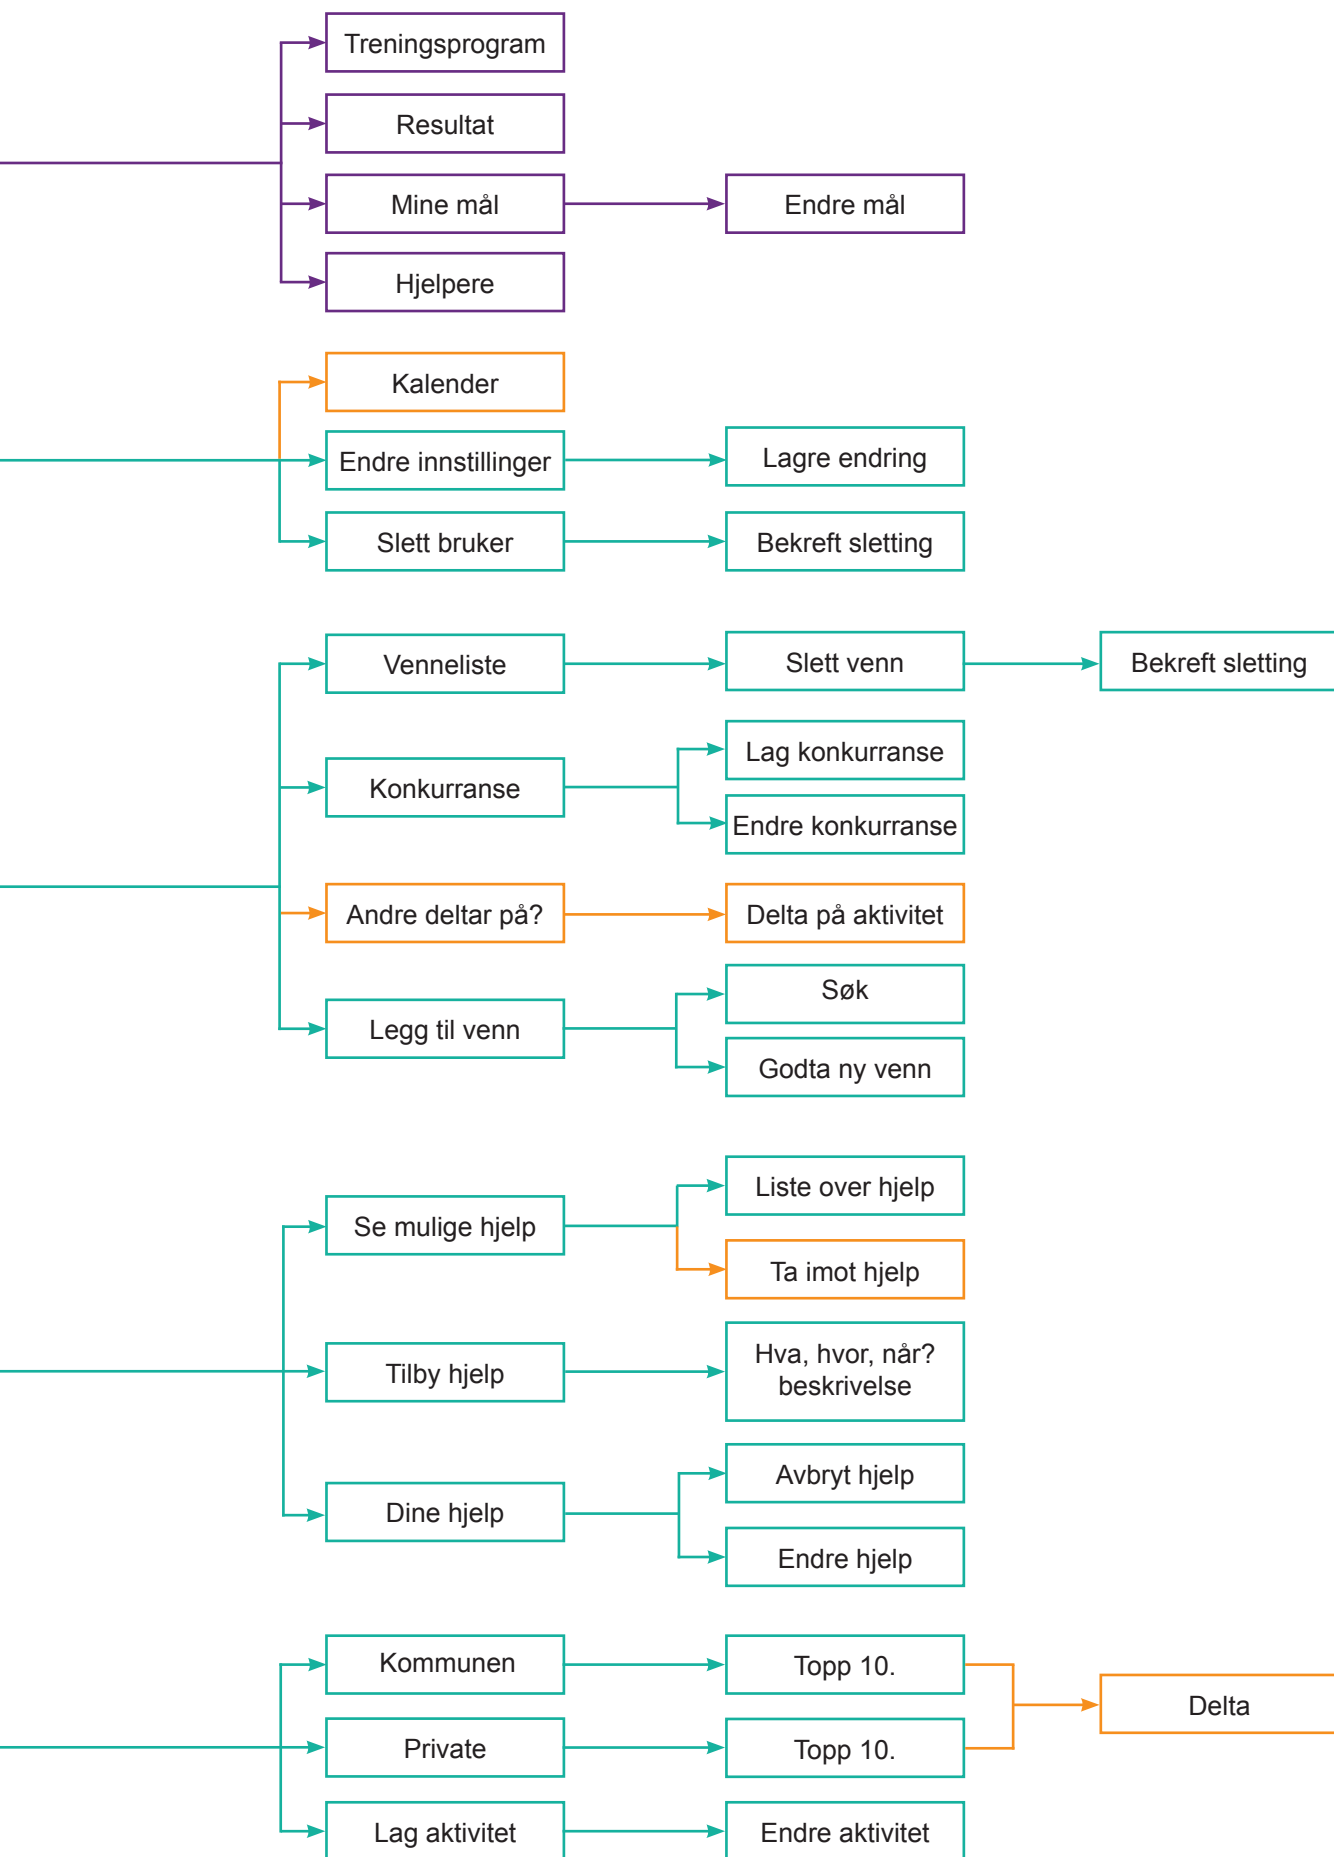 Treningsprogram
Resultat
Mine mål
Endre mål
Hjelpere
Kalender
Endre innstillinger
Lagre endring
Slett bruker
Bekreft sletting
Venneliste
Slett venn
Bekreft sletting
Konkurranse
Lag konkurranse
Endre konkurranse
Andre deltar på?
Delta på aktivitet
Legg til venn
Søk
Godta ny venn
Se mulige hjelp
Liste over hjelp
Ta imot hjelp
Tilby hjelp
Hva, hvor, når?
beskrivelse
Dine hjelp
Avbryt hjelp
Endre hjelp
Kommunen
Topp 10.
Private
Topp 10.
Delta
Lag aktivitet
Endre aktivitet